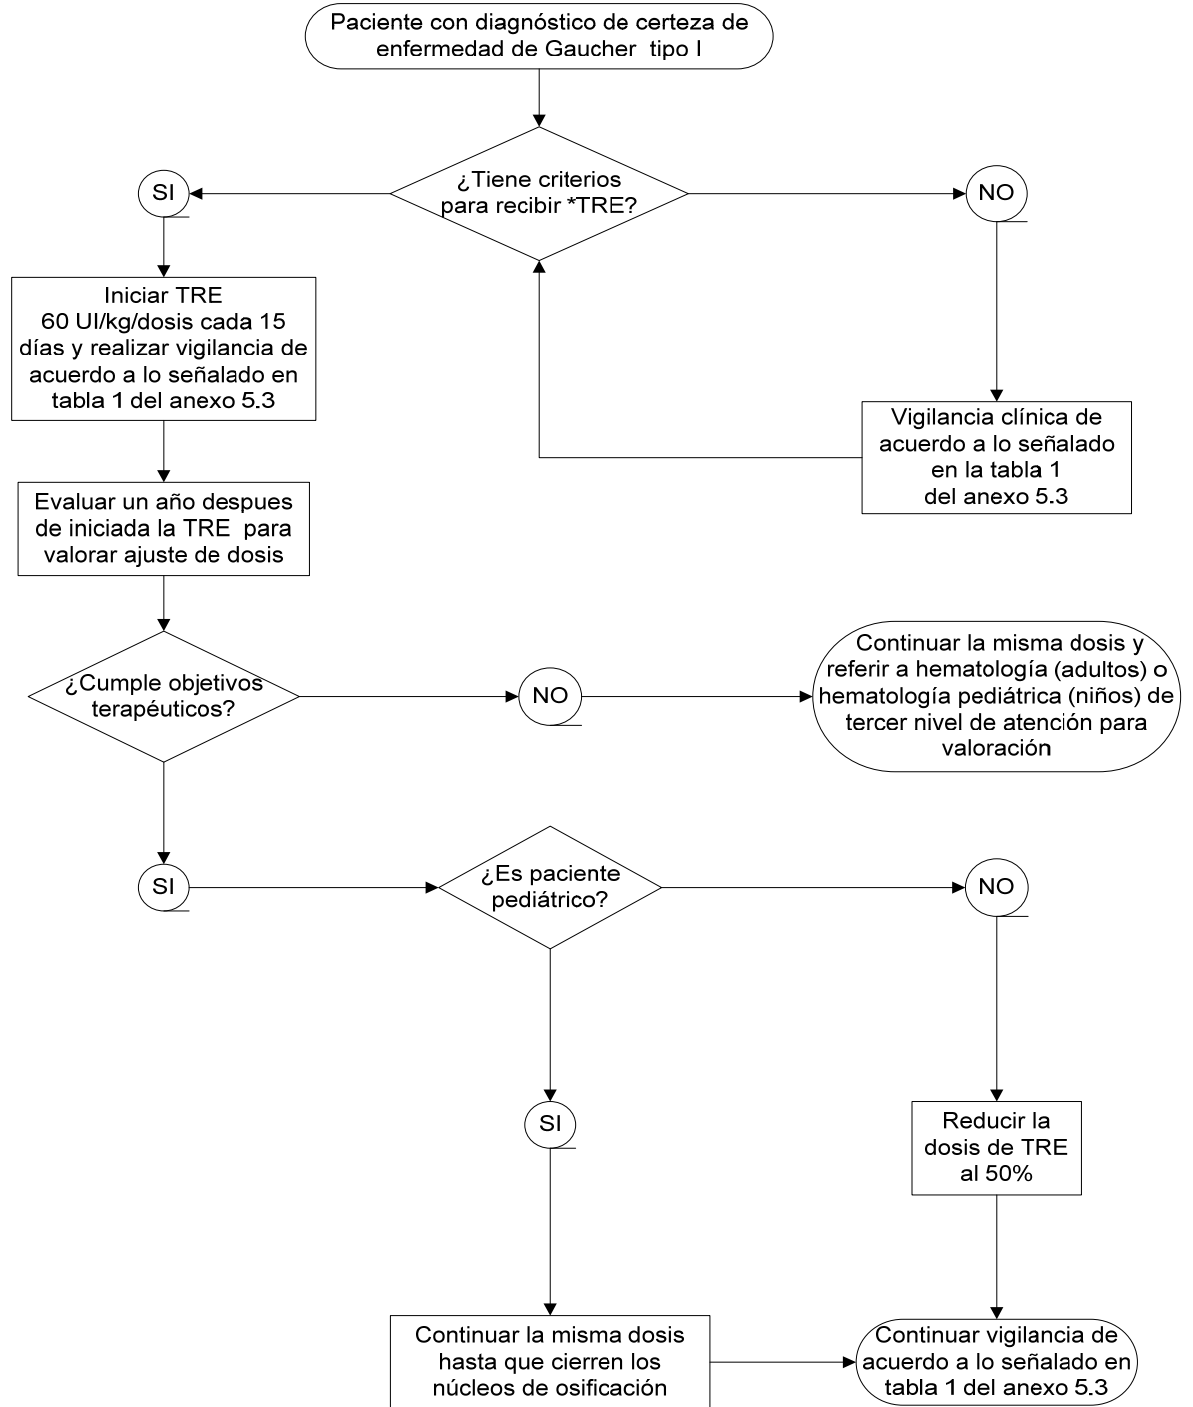 Paciente con diagnóstico de certeza de
enfermedad de Gaucher tipo I
¿Tiene criterios
para recibir *TRE?
SI
NO
Iniciar TRE
60 UI/kg/dosis cada 15
días y realizar vigilancia de
acuerdo a lo señalado en
tabla 1 del anexo 5.3
Vigilancia clínica de
acuerdo a lo señalado
en la tabla 1
del anexo 5.3
Evaluar un año despues
de iniciada la TRE para
valorar ajuste de dosis
¿Cumple objetivos
terapéuticos?
NO
Continuar la misma dosis y
referir a hematología (adultos) o
hematología pediátrica (niños) de
tercer nivel de atención para
valoración
SI
¿Es paciente
pediátrico?
NO
SI
Reducir la
dosis de TRE
al 50%
Continuar la misma dosis
hasta que cierren los
núcleos de osificación
Continuar vigilancia de
acuerdo a lo señalado en
tabla 1 del anexo 5.3